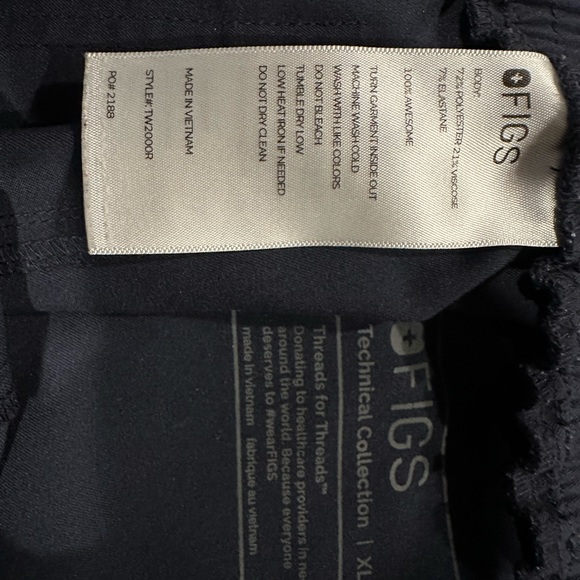 FIGS
BODY:
72% POLYESTER 21% VISCOSE
7% ELASTANE
100% AWESOME
TURN GARMENT INSIDE OUT
MACHINE WASH COLD
WASH WITH LIKE COLORS
DO NOT BLEACH
TUMBLE DRY LOW
LOW HEAT IRON IF NEEDED
DO NOT DRY CLEAN
MADE IN VIETNAM
STYLE#: TW2000R
PO# 2188
FIGS
Technical Collection | XL
Threads for Threads™
Donating to healthcare providers in ne
around the world. Because everyone
deserves to #wearFIGS
made in vietnam fabriqué au vietnam